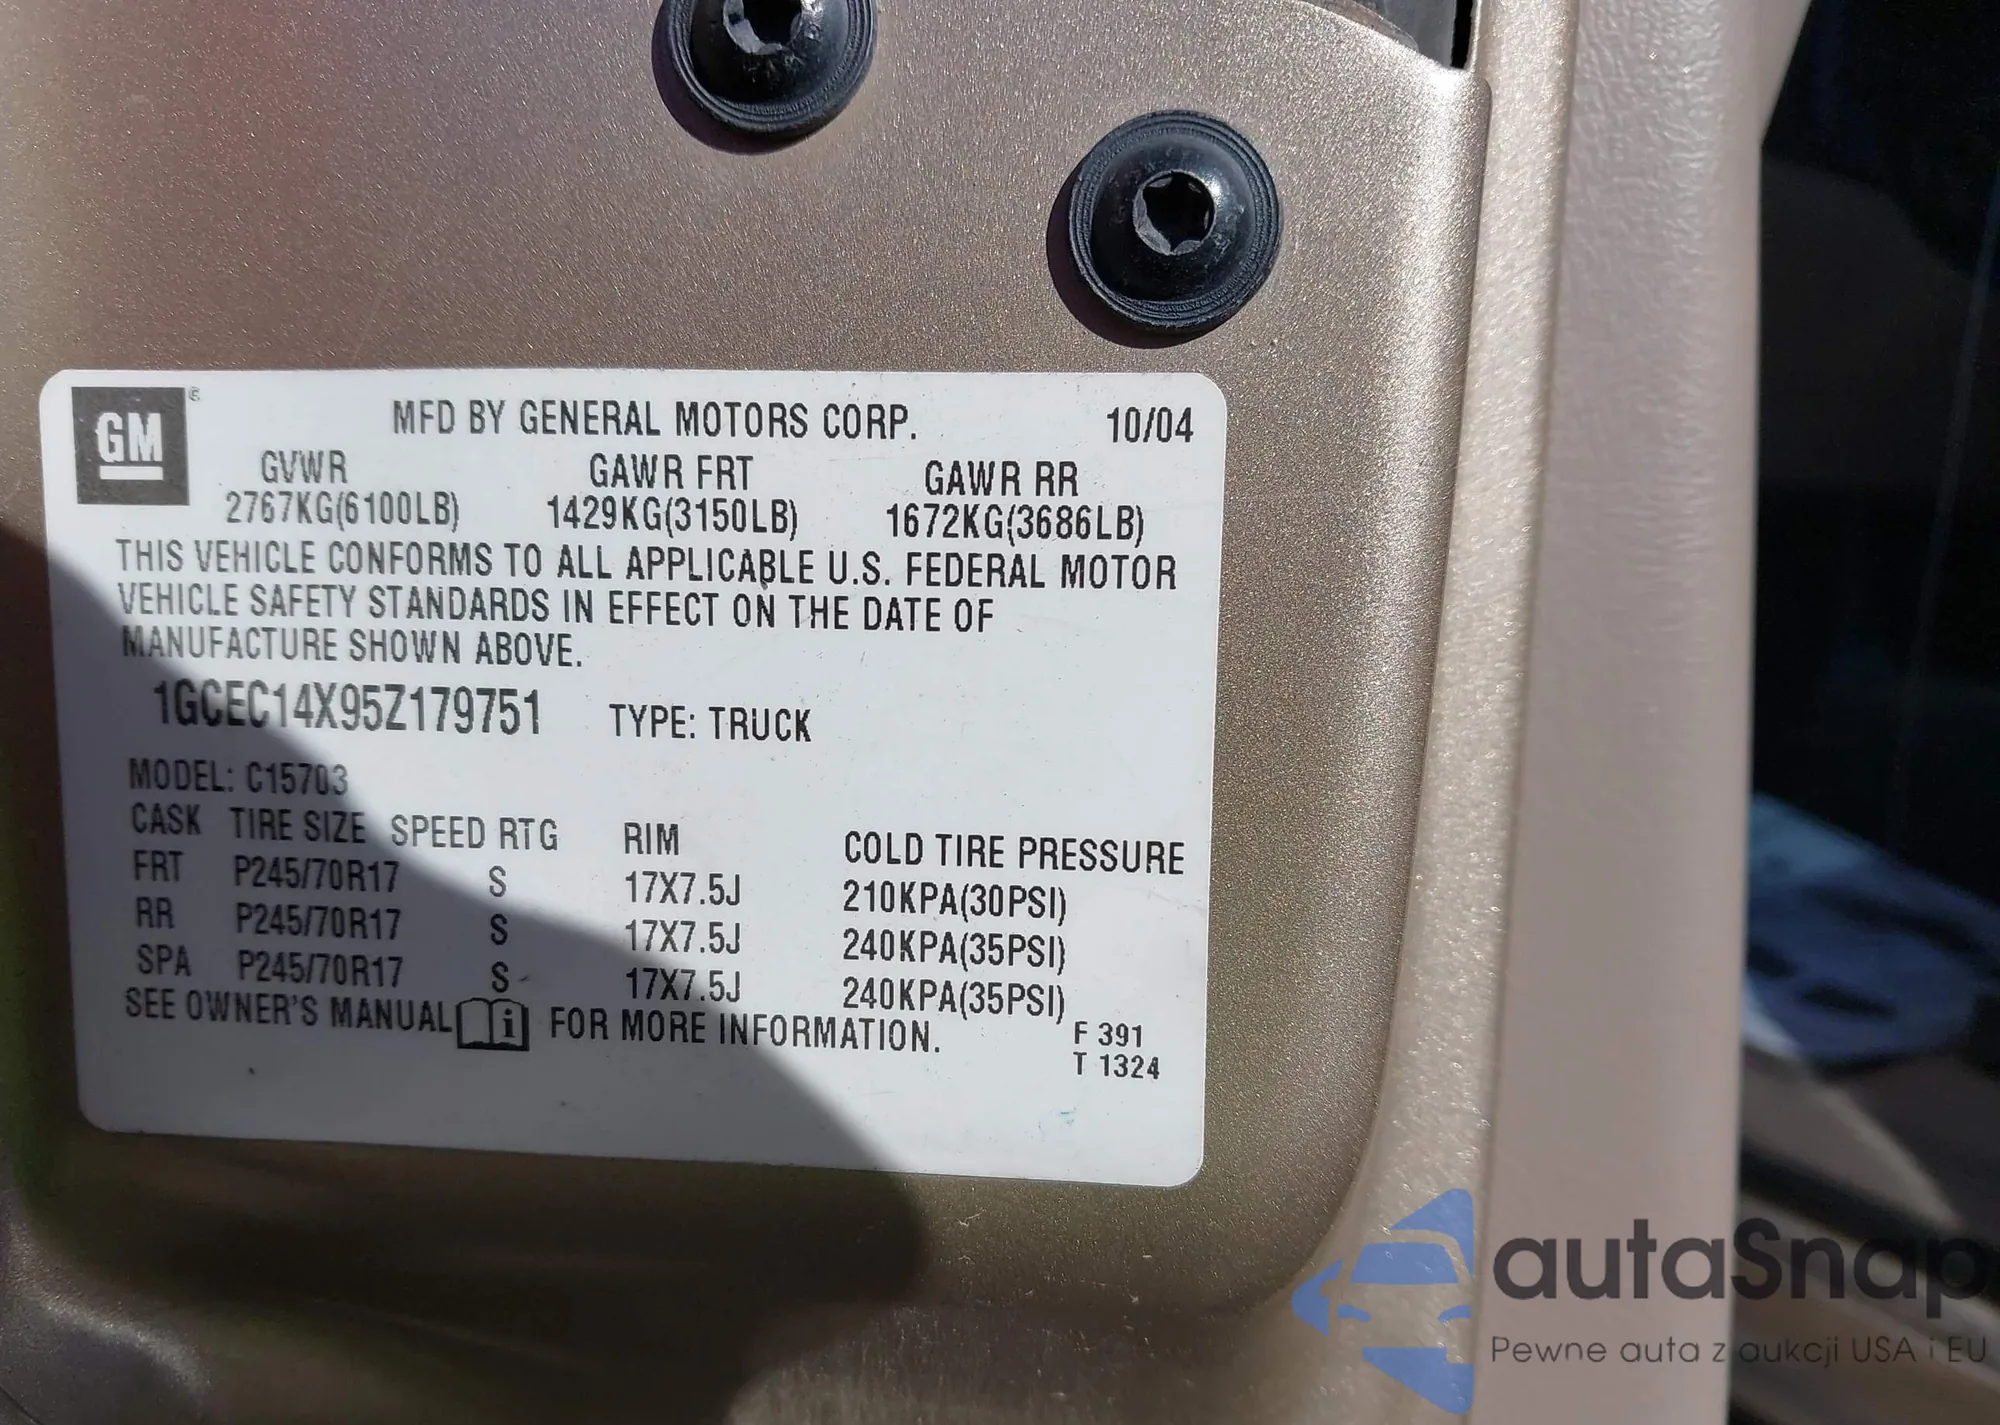 GM®
MFD BY GENERAL MOTORS CORP. 10/04
GVWR GAWR FRT GAWR RR
2767KG(6100LB) 1429KG(3150LB) 1672KG(3686LB)
THIS VEHICLE CONFORMS TO ALL APPLICABLE U.S. FEDERAL MOTOR
VEHICLE SAFETY STANDARDS IN EFFECT ON THE DATE OF
MANUFACTURE SHOWN ABOVE.
1GCEC14X95Z179751 TYPE: TRUCK
MODEL: C15703
CASK TIRE SIZE SPEED RTG RIM COLD TIRE PRESSURE
FRT P245/70R17 S 17X7.5J 210KPA(30PSI)
RR P245/70R17 S 17X7.5J 240KPA(35PSI)
SPA P245/70R17 S 17X7.5J 240KPA(35PSI)
SEE OWNER'S MANUAL i FOR MORE INFORMATION.
F 391
T 1324
autaSnap
Pewne auta z aukcji USA i EU